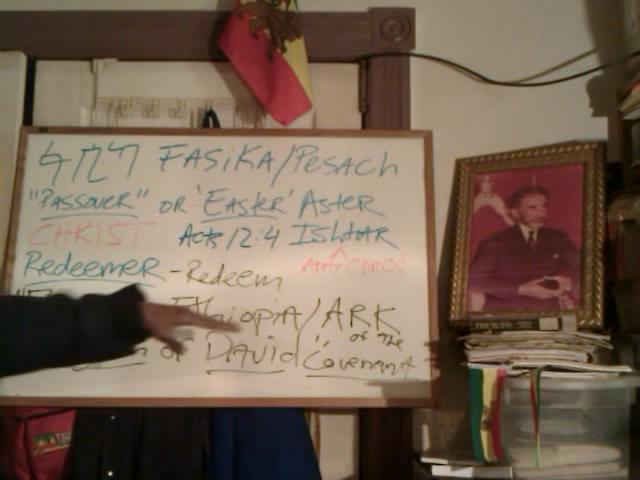 FASIKA/PESACH
"PASSOVER" OR 'EASTER' ASTER
CHRIST ACTS 12:4 ISHTAR
ANTICHRIST
Redeemer - Redeem
ETHIOPIA/ARK
OF THE
OF DAVID "Covenant